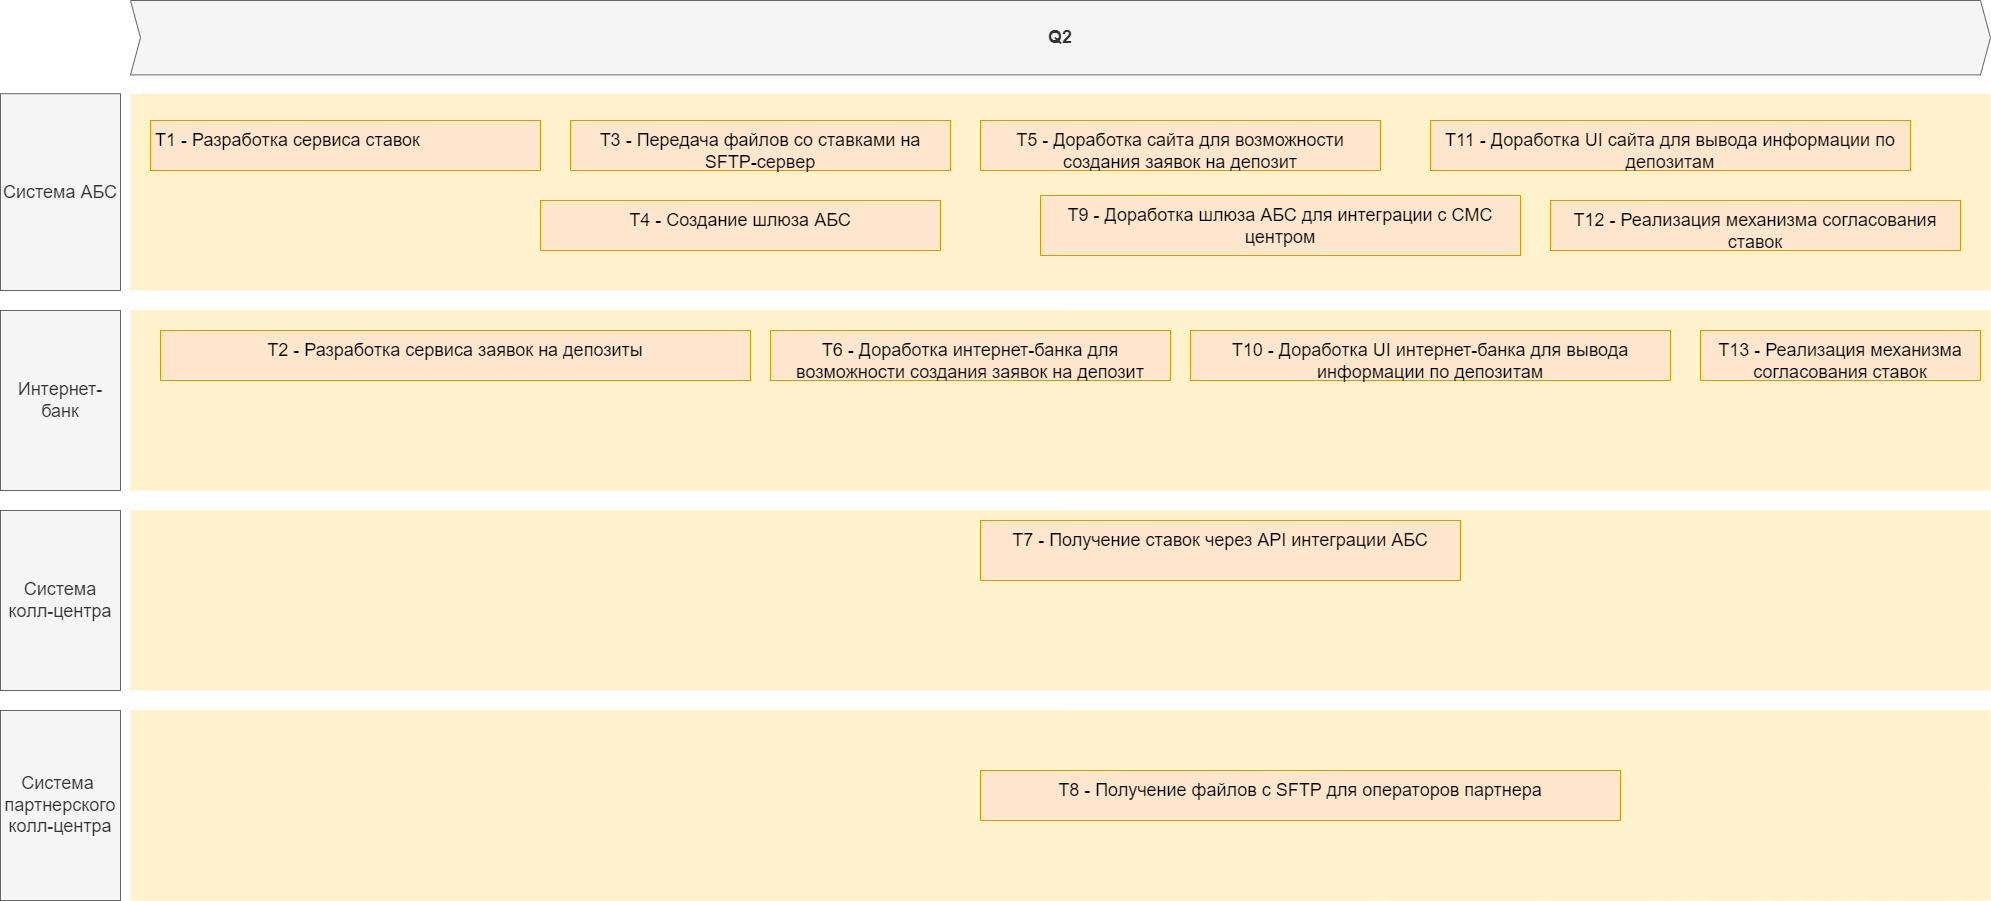 Q2
Система АБС
T1 - Разработка сервиса ставок
T3 - Передача файлов со ставками на
SFTP-сервер
T5 - Доработка сайта для возможности
создания заявок на депозит
T11 - Доработка UI сайта для вывода информации по
депозитам
T4 - Создание шлюза АБС
T9 - Доработка шлюза АБС для интеграции с СМС
центром
T12 - Реализация механизма согласования
ставок
Интернет-
банк
T2 - Разработка сервиса заявок на депозиты
T6 - Доработка интернет-банка для
возможности создания заявок на депозит
T10 - Доработка UI интернет-банка для вывода
информации по депозитам
T13 - Реализация механизма
согласования ставок
Система
колл-центра
T7 - Получение ставок через API интеграции АБС
Система
партнерского
колл-центра
T8 - Получение файлов с SFTP для операторов партнера